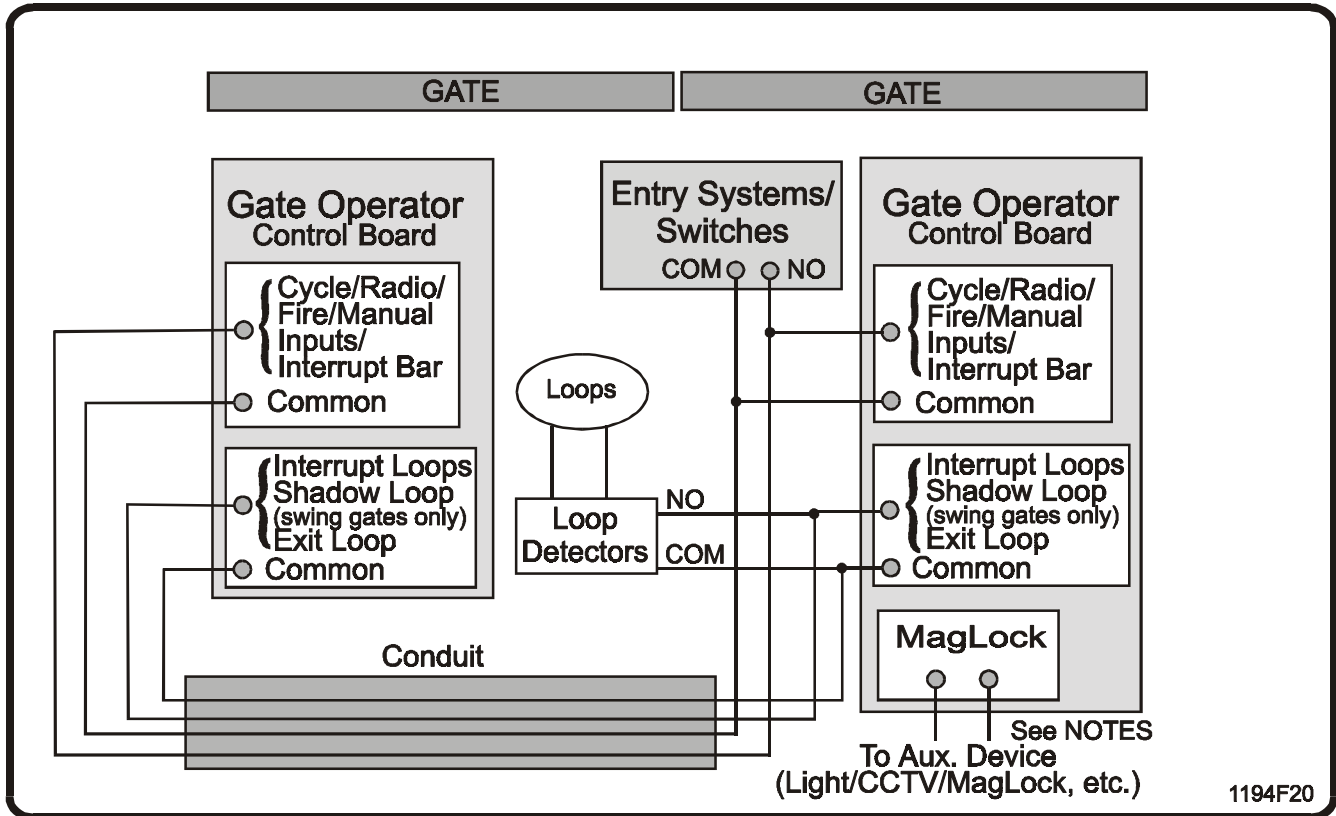 GATE
GATE
Gate Operator
Control Board
Cycle/Radio/
Fire/Manual
Inputs/
Interrupt Bar
Common
Interrupt Loops
Shadow Loop
(swing gates only)
Exit Loop
Common
Entry Systems/
Switches
COM
NO
Loops
Loop
Detectors
NO
COM
Gate Operator
Control Board
Cycle/Radio/
Fire/Manual
Inputs/
Interrupt Bar
Common
Interrupt Loops
Shadow Loop
(swing gates only)
Exit Loop
Common
MagLock
Conduit
See NOTES
To Aux. Device
(Light/CCTV/MagLock, etc.)
1194F20